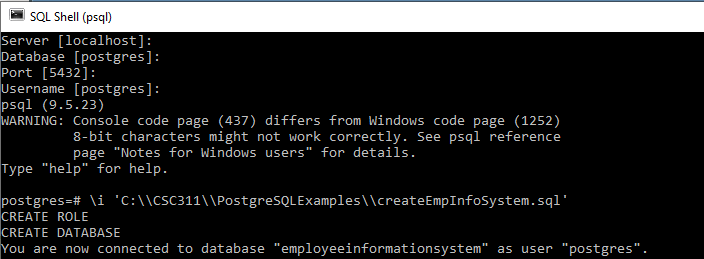 SQL Shell (psql)
Server [localhost]:
Database [postgres]:
Port [5432]:
Username [postgres]:
psql (9.5.23)
WARNING: Console code page (437) differs from Windows code page (1252)
         8-bit characters might not work correctly. See psql reference
         page "Notes for Windows users" for details.
Type "help" for help.

postgres=# \i 'C:\\CSC311\\PostgreSQLExamples\\createEmpInfoSystem.sql'
CREATE ROLE
CREATE DATABASE
You are now connected to database "employeeinformationsystem" as user "postgres".